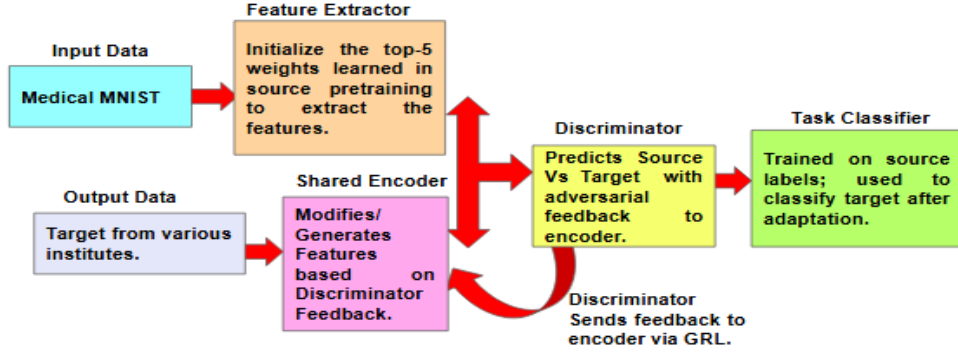 Feature Extractor
Input Data
Initialize the top-5
weights learned in
source pretraining
to extract the
features.
Medical MNIST
Discriminator
Task Classifier
Predicts Source
Vs Target with
adversarial
feedback to
encoder.
Trained on source
labels; used to
classify target after
adaptation.
Shared Encoder
Output Data
Modifies/
Generates
Features
based on
Discriminator
Feedback.
Target from various
institutes.
Discriminator
Sends feedback to
encoder via GRL.